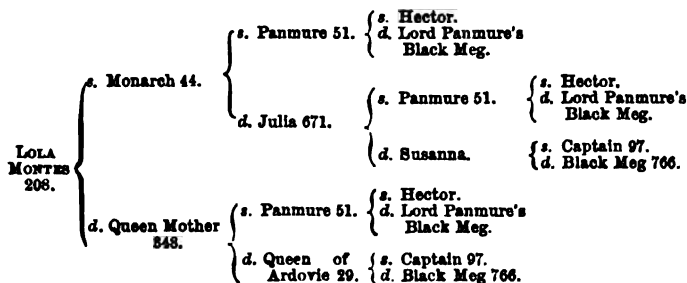 s. Hector.
s. Panmure 51. d. Lord Panmure's
Black Meg.
s. Monarch 44.
s. Hector.
s. Panmure 51. d. Lord Panmure's
Black Meg.
d. Julia 671.
d. Susanna. s. Captain 97.
d. Black Meg 766.
LOLA
MONTES
208.
s. Hector.
s. Panmure 51. d. Lord Panmure's
Black Meg.
d. Queen Mother
348.
d. Queen of s. Captain 97.
Ardovie 29. d. Black Meg 766.